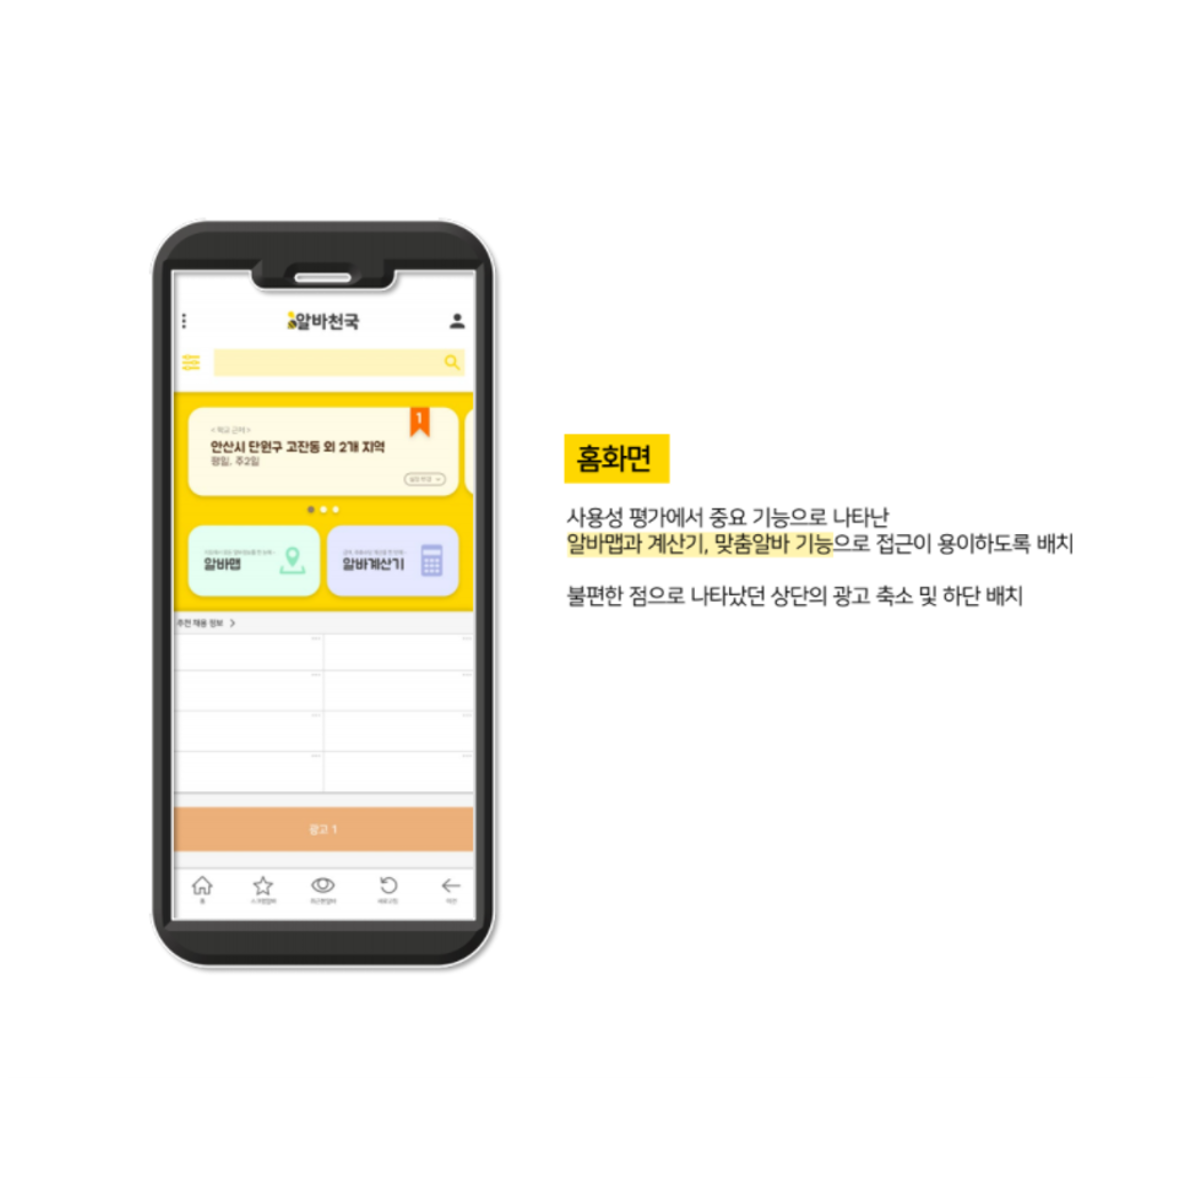 알바천국
<학교 근처>
1
안산시 단원구 고잔동 외 2개 지역
평일, 주2일
알바맵
알바계산기
추천 채용 정보
광고 1
홈
홈화면
사용성 평가에서 중요 기능으로 나타난
알바맵과 계산기, 맞춤알바 기능으로 접근이 용이하도록 배치
불편한 점으로 나타났던 상단의 광고 축소 및 하단 배치